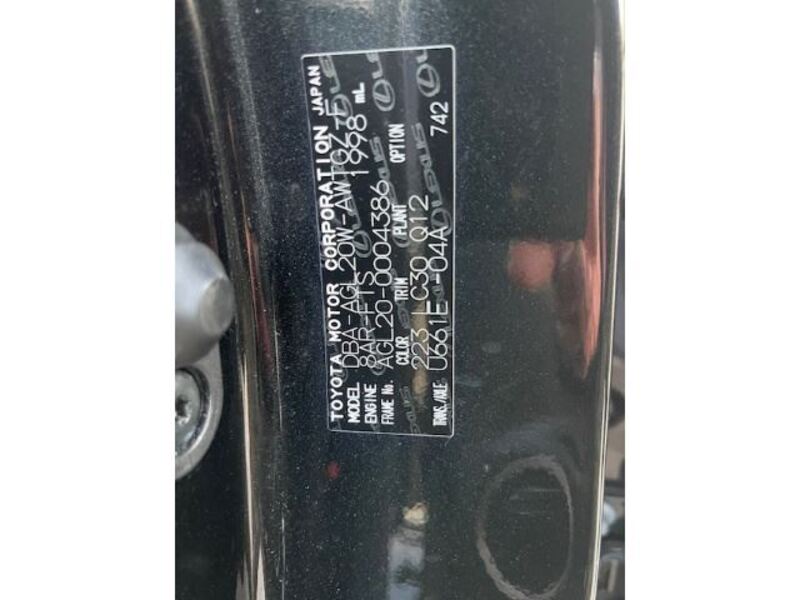 TOYOTA MOTOR CORPORATION JAPAN
MODEL DBA-AGL20W-AWTGZ-F
ENGINE 8AR-FTS 1998 mL
FRAME No. AGL20-0004386
COLOR TRIM PLANT OPTION
223 LC30 Q12 742
TRANS./AXLE U661E -04A
LEXUS